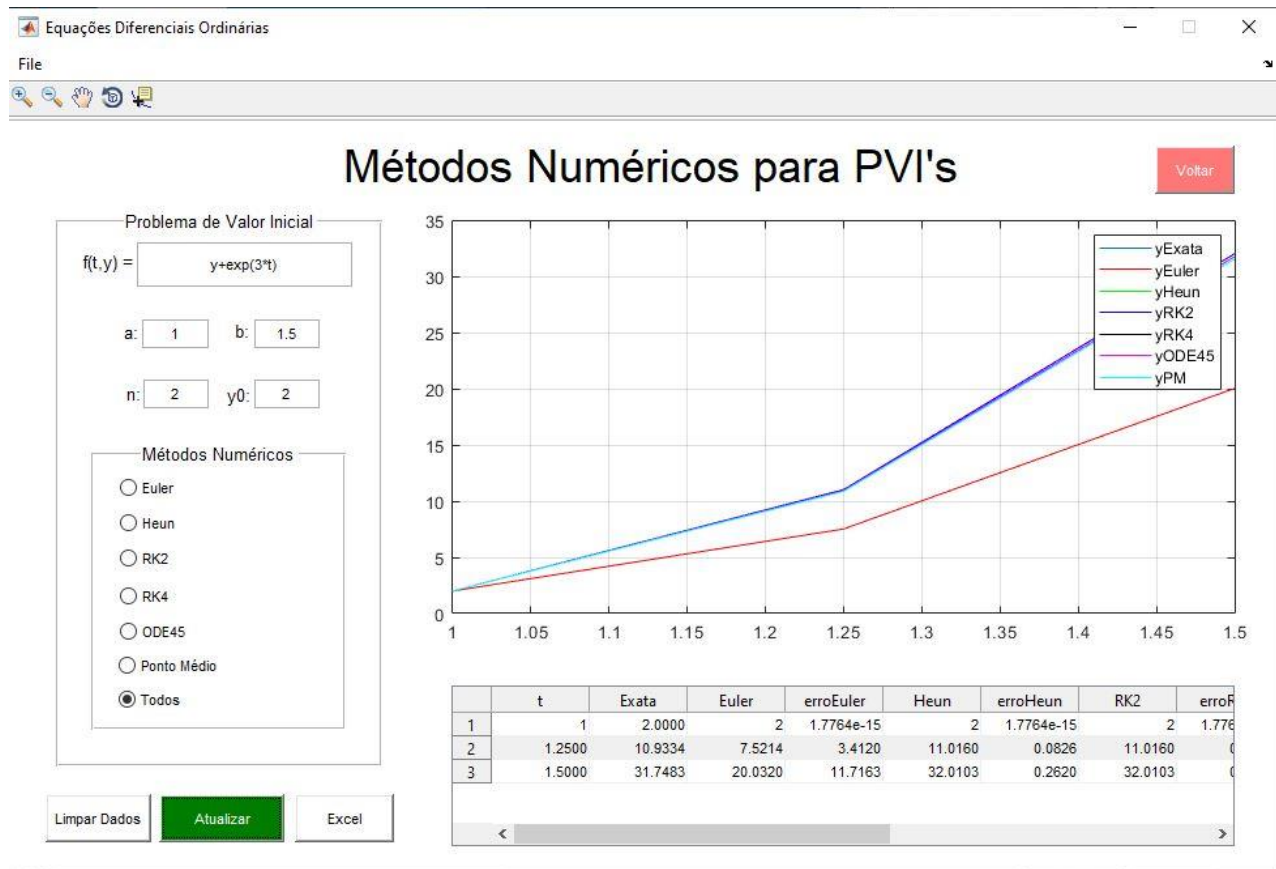 Equações Diferenciais Ordinárias
File
Métodos Numéricos para PVI's
Voltar
Problema de Valor Inicial
f(t,y) = y+exp(3*t)
a: 1 b: 1.5
n: 2 y0: 2
Métodos Numéricos
Euler
Heun
RK2
RK4
ODE45
Ponto Médio
Todos
Limpar Dados Atualizar Excel
35
30
25
20
15
10
5
0
1 1.05 1.1 1.15 1.2 1.25 1.3 1.35 1.4 1.45 1.5
yExata
yEuler
yHeun
yRK2
yRK4
yODE45
yPM
t Exata Euler erroEuler Heun erroHeun RK2 erroR
1 1 2.0000 2 1.7764e-15 2 1.7764e-15 2 1.776
2 1.2500 10.9334 7.5214 3.4120 11.0160 0.0826 11.0160
3 1.5000 31.7483 20.0320 11.7163 32.0103 0.2620 32.0103